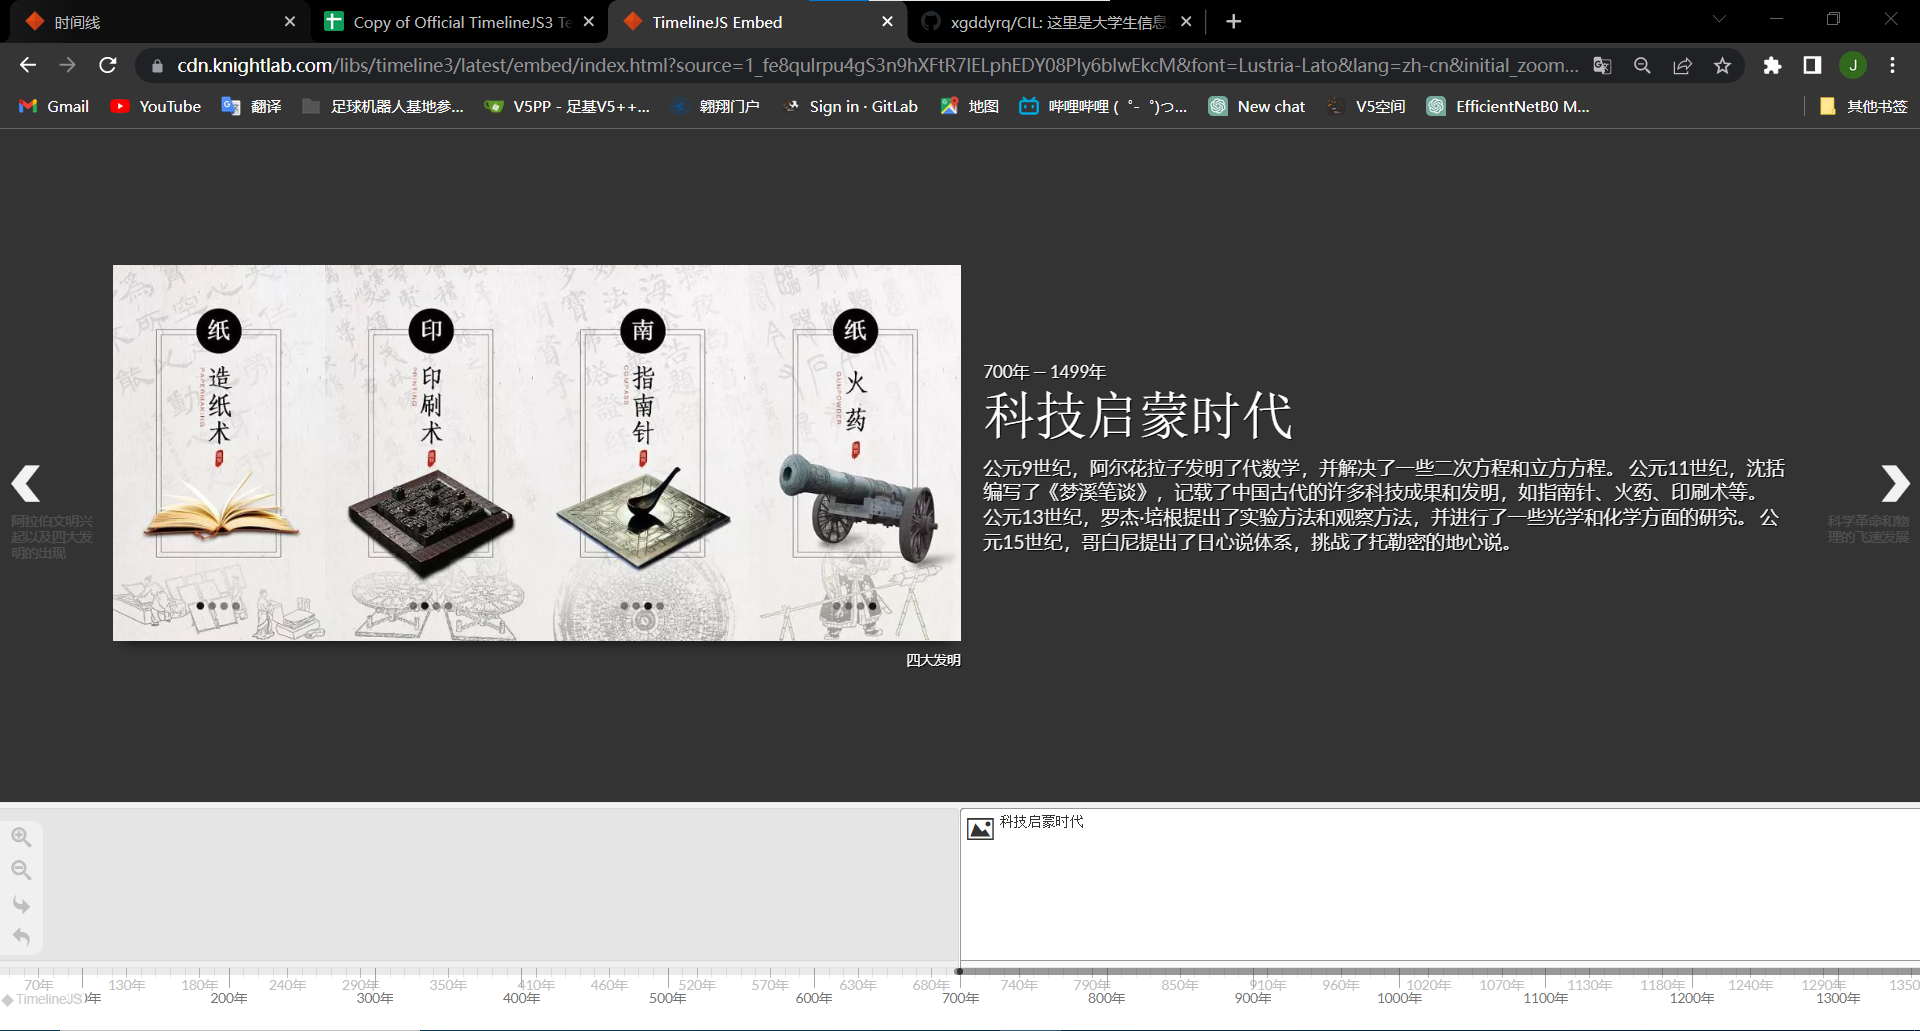 时间线
Copy of Official TimelineJS3 Te
TimelineJS Embed
xgddyrq/CIL: 这里是大学生信息
cdn.knightlab.com/libs/timeline3/latest/embed/index.html?source=1_fe8qulrpu4gS3n9hXFtR7IELphEDY08Ply6blwEkcM&font=Lustria-Lato&lang=zh-cn&initial_zoom...
J
Gmail
YouTube
翻译
足球机器人基地参...
V5PP - 足基V5++...
翱翔门户
Sign in · GitLab
地图
哔哩哔哩 ( ゜- ゜)つ...
New chat
V5空间
EfficientNetB0 M...
其他书签
纸
造纸术
PAPERMAKING
印
印刷术
PRINTING
南
指南针
COMPASS
纸
火药
GUNPOWDER
四大发明
700年 — 1499年
科技启蒙时代
公元9世纪，阿尔花拉子发明了代数学，并解决了一些二次方程和立方方程。 公元11世纪，沈括
编写了《梦溪笔谈》，记载了中国古代的许多科技成果和发明，如指南针、火药、印刷术等。
公元13世纪，罗杰·培根提出了实验方法和观察方法，并进行了一些光学和化学方面的研究。 公
元15世纪，哥白尼提出了日心说体系，挑战了托勒密的地心说。
阿拉伯文明兴
起以及四大发
明的出现
科学革命和物
理的飞速发展
科技启蒙时代
70年 130年 180年 240年 290年 350年 410年 460年 520年 570年 630年 680年 740年 790年 850年 910年 960年 1020年 1070年 1130年 1180年 1240年 1290年 1350
TimelineJS 200年 300年 400年 500年 600年 700年 800年 900年 1000年 1100年 1200年 1300年